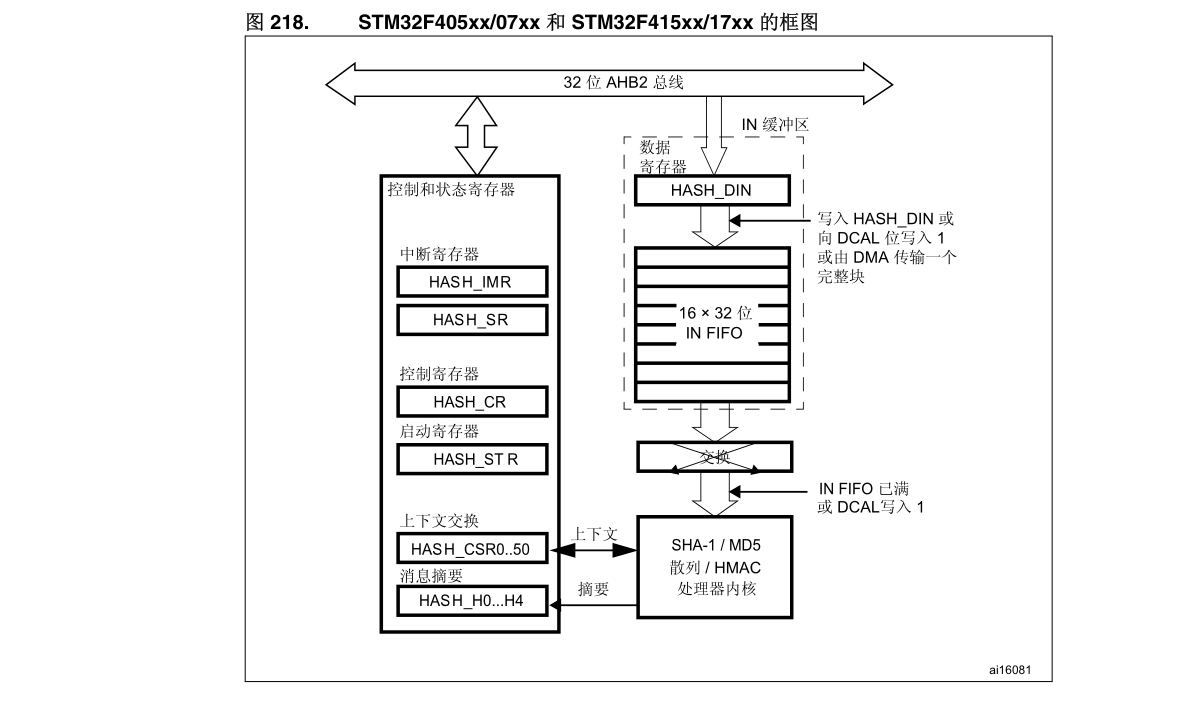 图 218. STM32F405xx/07xx 和 STM32F415xx/17xx 的框图
32 位 AHB2 总线
IN 缓冲区
数据
寄存器
HASH_DIN
写入 HASH_DIN 或
向 DCAL 位写入 1
或由 DMA 传输一个
完整块
16 × 32 位
IN FIFO
交换
IN FIFO 已满
或 DCAL写入 1
SHA-1 / MD5
散列 / HMAC
处理器内核
控制和状态寄存器
中断寄存器
HASH_IMR
HASH_SR
控制寄存器
HASH_CR
启动寄存器
HASH_ST R
上下文交换
HASH_CSR0..50
上下文
消息摘要
HASH_H0...H4
摘要
ai16081